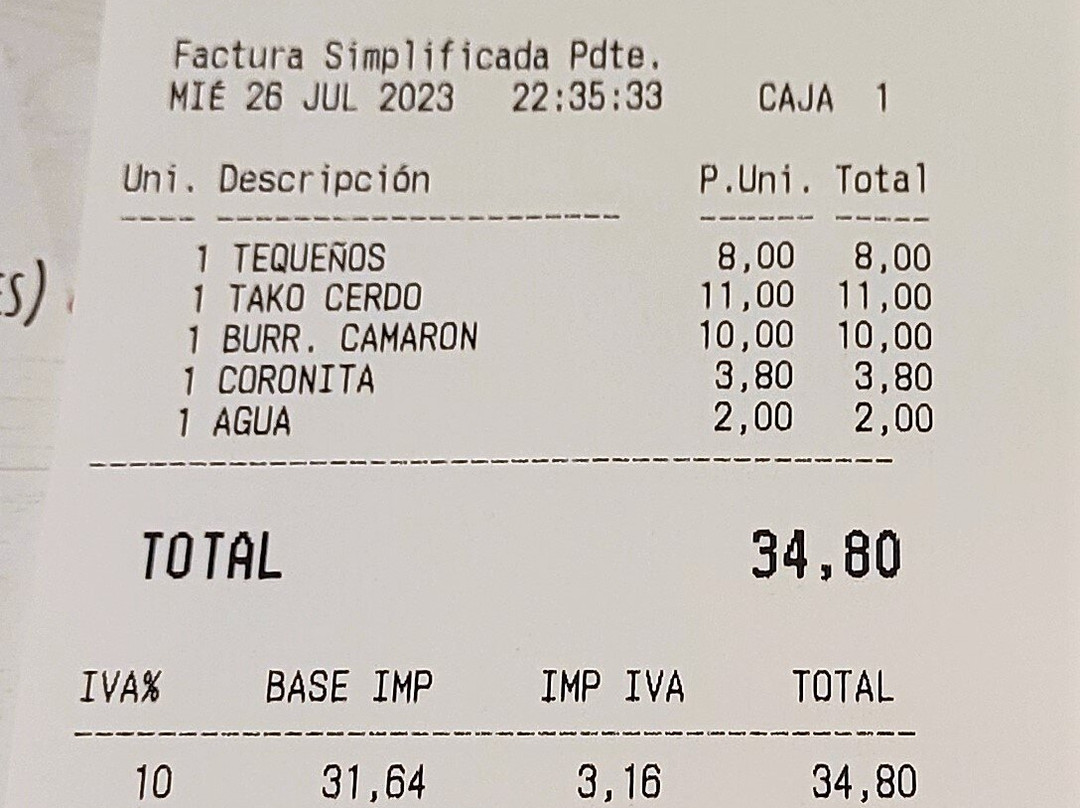 Factura Simplificada Pdte.
MIÉ 26 JUL 2023 22:35:33 CAJA 1
Uni. Descripción P.Uni. Total
1 TEQUEÑOS 8,00 8,00
1 TAKO CERDO 11,00 11,00
1 BURR. CAMARON 10,00 10,00
1 CORONITA 3,80 3,80
1 AGUA 2,00 2,00
TOTAL 34,80
IVA% BASE IMP IMP IVA TOTAL
10 31,64 3,16 34,80